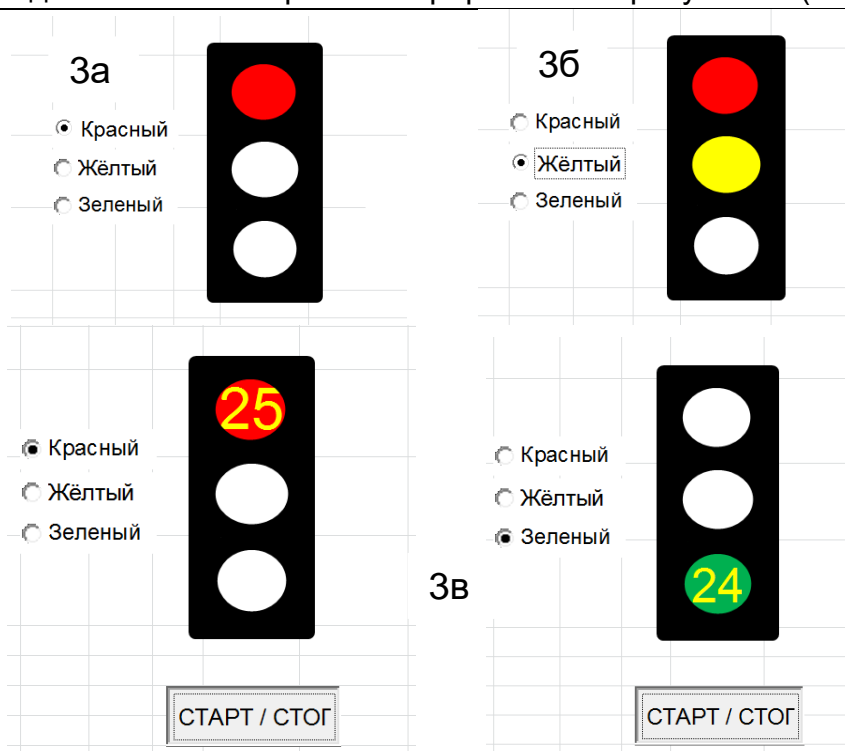 3а
Красный
Жёлтый
Зеленый
3б
Красный
Жёлтый
Зеленый
25
Красный
Жёлтый
Зеленый
СТАРТ / СТОГ
3в
Красный
Жёлтый
Зеленый
24
СТАРТ / СТОГ